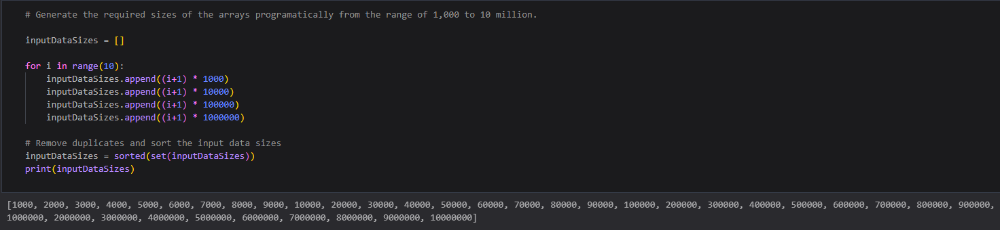 # Generate the required sizes of the arrays programatically from the range of 1,000 to 10 million.
inputDataSizes = []
for i in range(10):
    inputDataSizes.append((i+1) * 1000)
    inputDataSizes.append((i+1) * 10000)
    inputDataSizes.append((i+1) * 100000)
    inputDataSizes.append((i+1) * 1000000)
# Remove duplicates and sort the input data sizes
inputDataSizes = sorted(set(inputDataSizes))
print(inputDataSizes)
[1000, 2000, 3000, 4000, 5000, 6000, 7000, 8000, 9000, 10000, 20000, 30000, 40000, 50000, 60000, 70000, 80000, 90000, 100000, 200000, 300000, 400000, 500000, 600000, 700000, 800000, 900000,
1000000, 2000000, 3000000, 4000000, 5000000, 6000000, 7000000, 8000000, 9000000, 10000000]